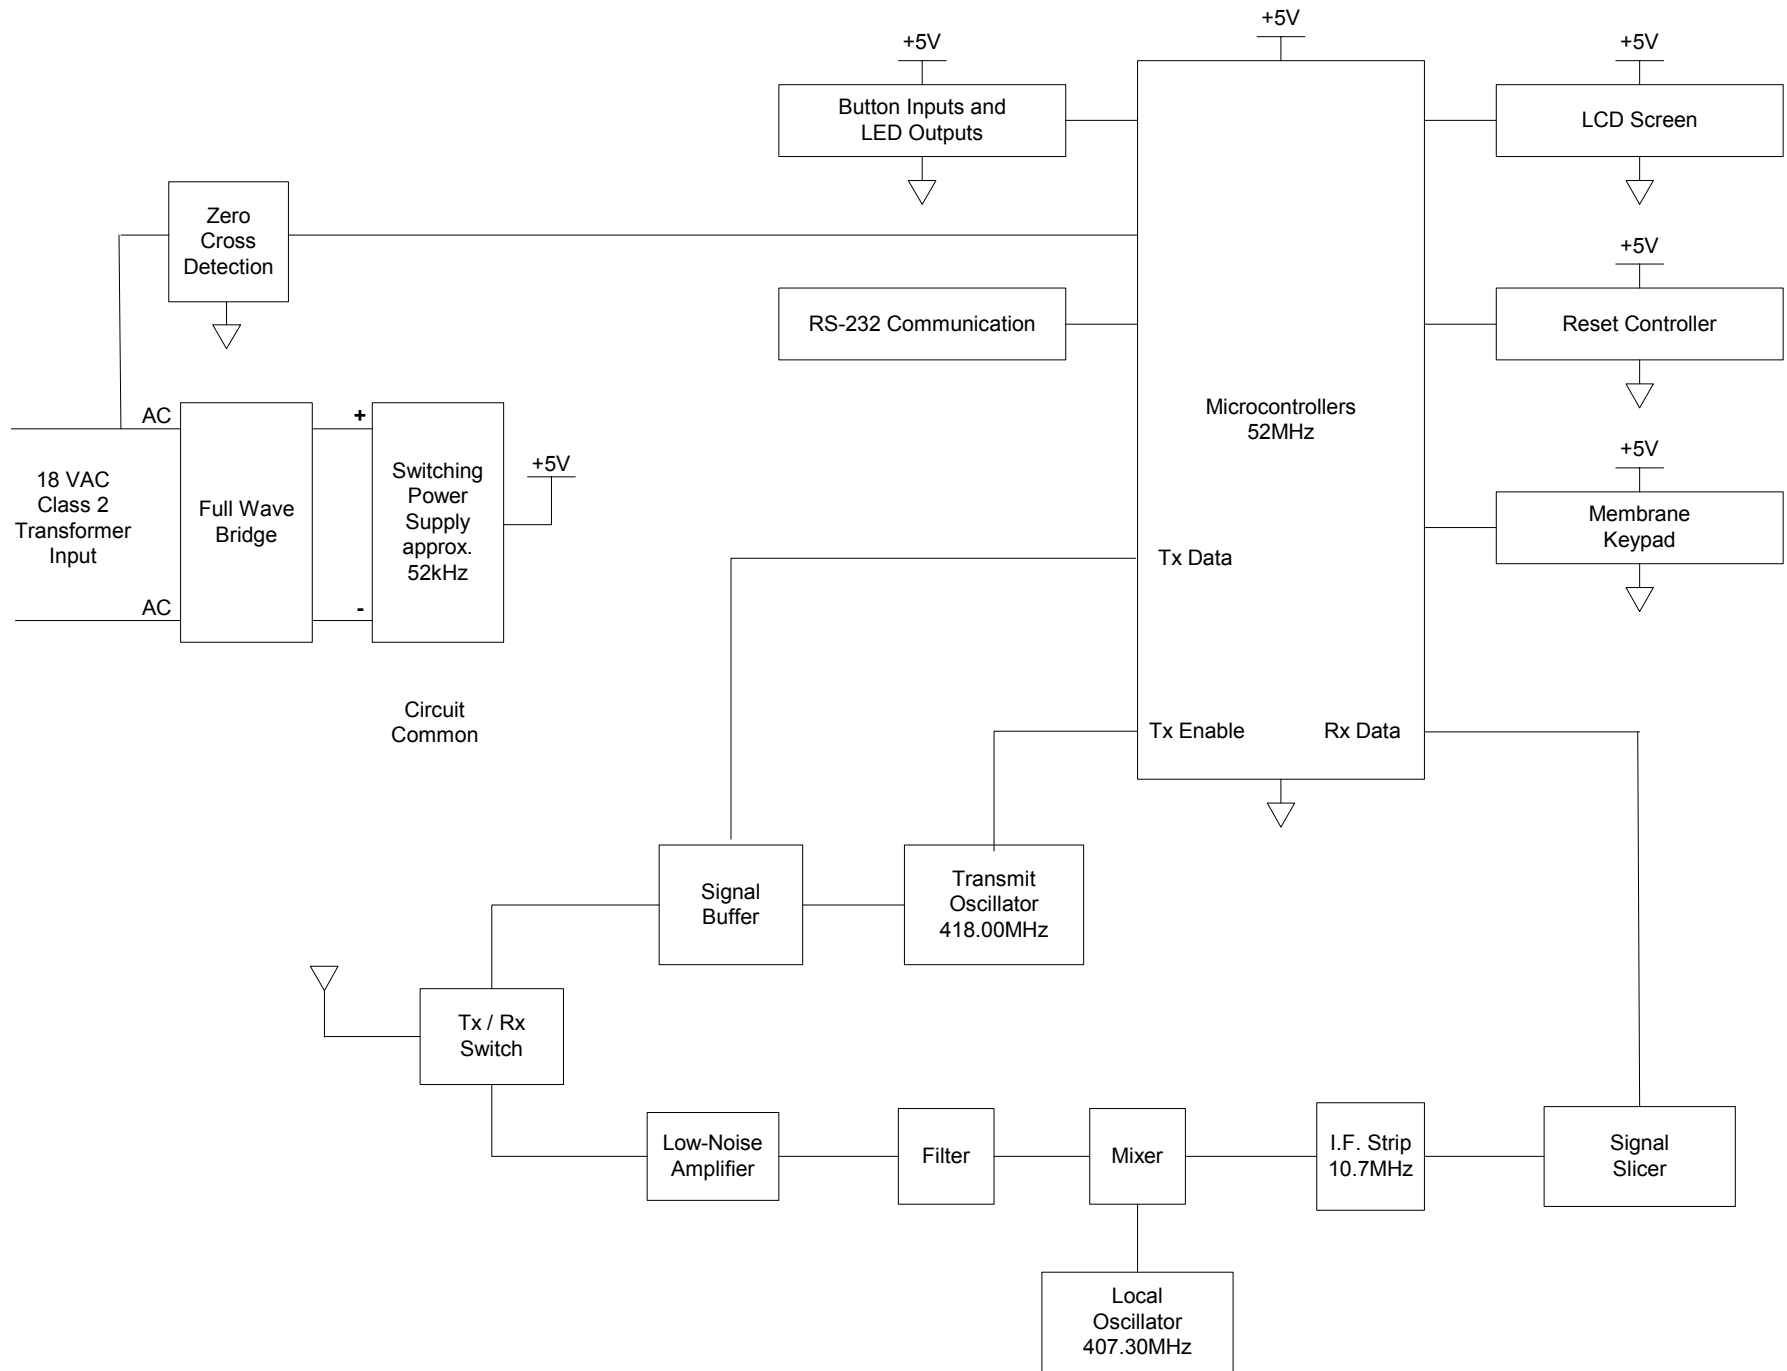 +5V
+5V
+5V
Button Inputs and
LED Outputs
LCD Screen
Zero
Cross
Detection
+5V
RS-232 Communication
Reset Controller
Microcontrollers
52MHz
AC
+
18 VAC
Class 2
Transformer
Input
Full Wave
Bridge
Switching
Power
Supply
approx.
52kHz
+5V
+5V
Membrane
Keypad
Tx Data
AC
-
Circuit
Common
Tx Enable
Rx Data
Signal
Buffer
Transmit
Oscillator
418.00MHz
Tx / Rx
Switch
Low-Noise
Amplifier
Filter
Mixer
I.F. Strip
10.7MHz
Signal
Slicer
Local
Oscillator
407.30MHz